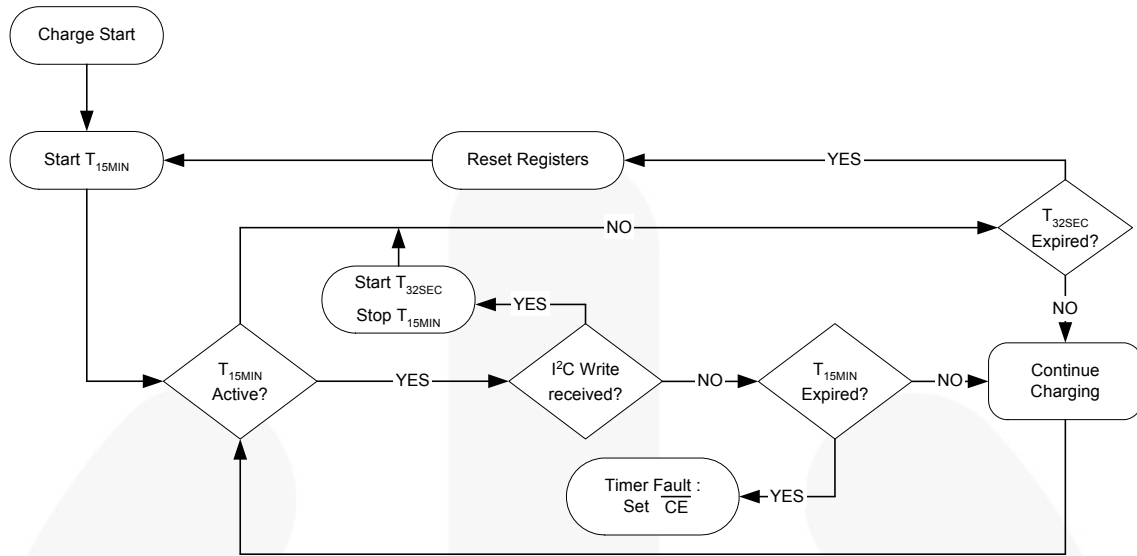 Charge Start
Start T15MIN
Reset Registers
YES
T32SEC
Expired?
NO
Start T32SEC
Stop T15MIN
YES
NO
T15MIN
Active?
YES
I²C Write
received?
NO
T15MIN
Expired?
NO
Continue
Charging
Timer Fault :
Set C̅E̅
YES